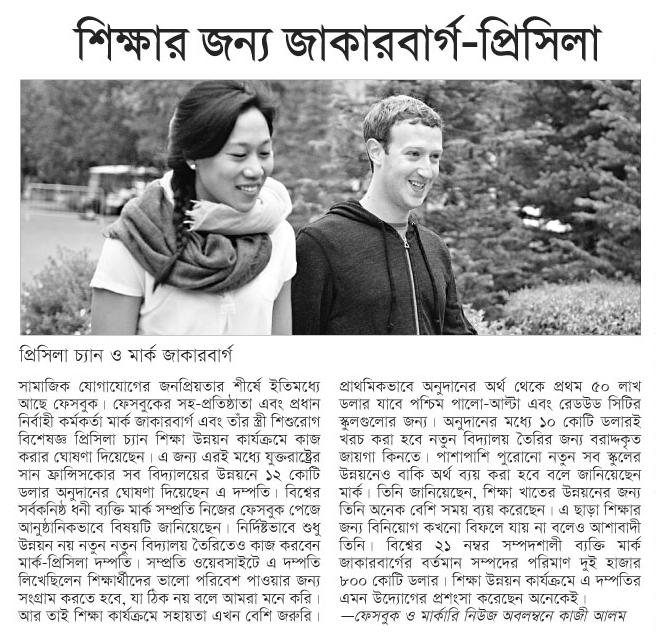 শিক্ষার জন্য জাকারবার্গ-প্রিসিলা
প্রিসিলা চ্যান ও মার্ক জাকারবার্গ
সামাজিক যোগাযোগের জনপ্রিয়তার শীর্ষে ইতিমধ্যে
আছে ফেসবুক। ফেসবুকের সহ-প্রতিষ্ঠাতা এবং প্রধান
নির্বাহী কর্মকর্তা মার্ক জাকারবার্গ এবং তাঁর স্ত্রী শিশুরোগ
বিশেষজ্ঞ প্রিসিলা চ্যান শিক্ষা উন্নয়ন কার্যক্রমে কাজ
করার ঘোষণা দিয়েছেন। এ জন্য এরই মধ্যে যুক্তরাষ্ট্রের
সান ফ্রান্সিসকোর সব বিদ্যালয়ের উন্নয়নে ১২ কোটি
ডলার অনুদানের ঘোষণা দিয়েছেন এ দম্পতি। বিশ্বের
সর্বকনিষ্ঠ ধনী ব্যক্তি মার্ক সম্প্রতি নিজের ফেসবুক পেজে
আনুষ্ঠানিকভাবে বিষয়টি জানিয়েছেন। নির্দিষ্টভাবে শুধু
উন্নয়ন নয় নতুন নতুন বিদ্যালয় তৈরিতেও কাজ করবেন
মার্ক-প্রিসিলা দম্পতি। সম্প্রতি ওয়েবসাইটে এ দম্পতি
লিখেছিলেন শিক্ষার্থীদের ভালো পরিবেশ পাওয়ার জন্য
সংগ্রাম করতে হবে, যা ঠিক নয় বলে আমরা মনে করি।
আর তাই শিক্ষা কার্যক্রমে সহায়তা এখন বেশি জরুরি।
প্রাথমিকভাবে অনুদানের অর্থ থেকে প্রথম ৫০ লাখ
ডলার যাবে পশ্চিম পালো-আল্টা এবং রেডউড সিটির
স্কুলগুলোর জন্য। অনুদানের মধ্যে ১০ কোটি ডলারই
খরচ করা হবে নতুন বিদ্যালয় তৈরির জন্য বরাদ্দকৃত
জায়গা কিনতে। পাশাপাশি পুরোনো নতুন সব স্কুলের
উন্নয়নেও বাকি অর্থ ব্যয় করা হবে বলে জানিয়েছেন
মার্ক। তিনি জানিয়েছেন, শিক্ষা খাতের উন্নয়নের জন্য
তিনি অনেক বেশি সময় ব্যয় করেছেন। এ ছাড়া শিক্ষার
জন্য বিনিয়োগ কখনো বিফলে যায় না বলেও আশাবাদী
তিনি। বিশ্বের ২১ নম্বর সম্পদশালী ব্যক্তি মার্ক
জাকারবার্গের বর্তমান সম্পদের পরিমাণ দুই হাজার
৮০০ কোটি ডলার। শিক্ষা উন্নয়ন কার্যক্রমে এ দম্পতির
এমন উদ্যোগের প্রশংসা করেছেন অনেকেই।
—ফেসবুক ও মার্কারি নিউজ অবলম্বনে কাজী আলম